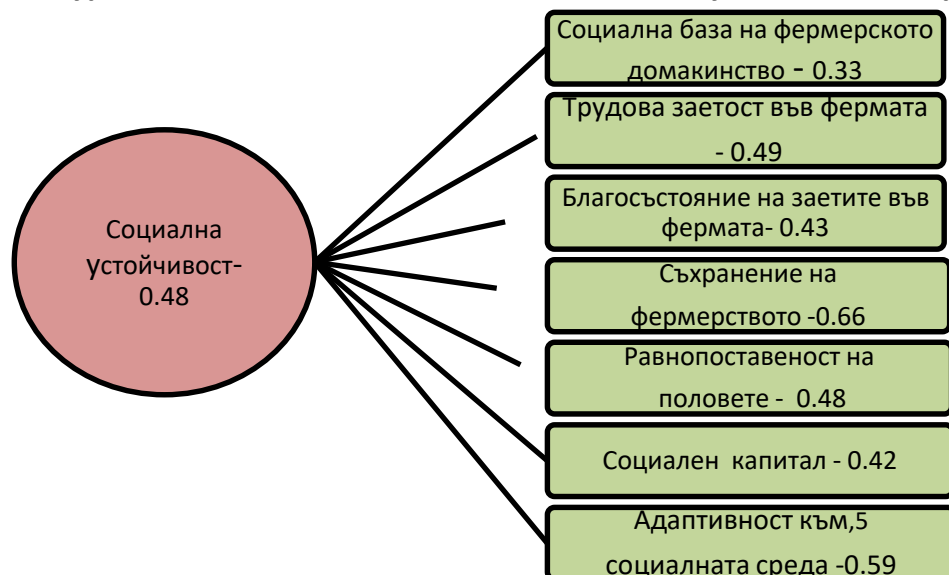 Социална
устойчивост-
0.48
Социална база на фермерското
домакинство - 0.33
Трудова заетост във фермата
- 0.49
Благосъстояние на заетите във
фермата- 0.43
Съхранение на
фермерството -0.66
Равнопоставеност на
половете - 0.48
Социален капитал - 0.42
Адаптивност към,5
социалната среда -0.59